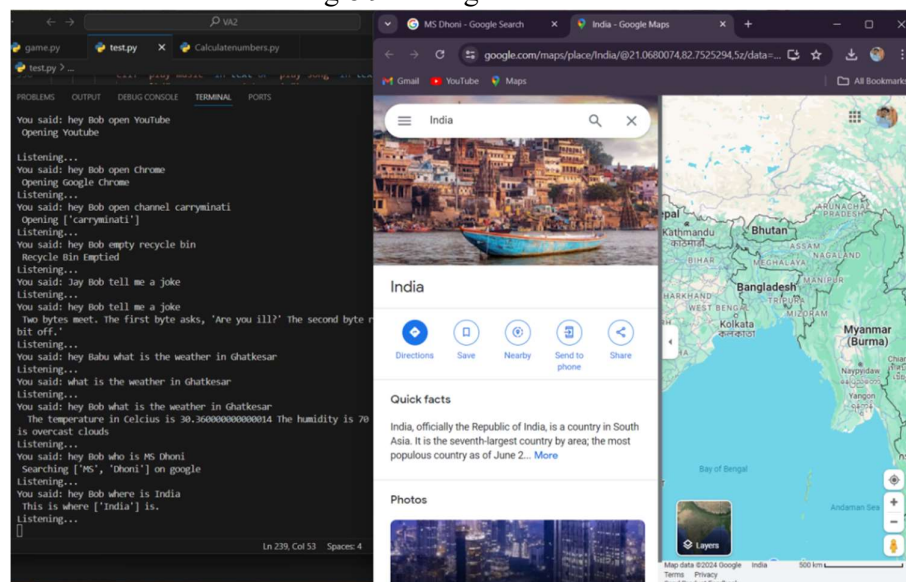 VA2
game.py
test.py
Calculatenumbers.py
test.py > ...
PROBLEMS OUTPUT DEBUG CONSOLE TERMINAL PORTS
You said: hey Bob open YouTube
Opening Youtube
Listening...
You said: hey Bob open Chrome
Opening Google Chrome
Listening...
You said: hey Bob open channel carryminati
Opening ['carryminati']
Listening...
You said: hey Bob empty recycle bin
Recycle Bin Emptied
Listening...
You said: Jay Bob tell me a joke
Listening...
You said: hey Bob tell me a joke
Two bytes meet. The first byte asks, 'Are you ill?' The second byte r
bit off.'
Listening...
You said: hey Babu what is the weather in Ghatkesar
Listening...
You said: what is the weather in Ghatkesar
Listening...
You said: hey Bob what is the weather in Ghatkesar
The temperature in Celcius is 30.360000000000014 The humidity is 70
is overcast clouds
Listening...
You said: hey Bob who is MS Dhoni
Searching ['MS', 'Dhoni'] on google
Listening...
You said: hey Bob where is India
This is where ['India'] is.
Listening...
Ln 239, Col 53 Spaces: 4
MS Dhoni - Google Search
India - Google Maps
google.com/maps/place/India/@21.0680074,82.7525294,5z/data=...
Gmail YouTube Maps All Bookmark
India
India
Directions Save Nearby Send to phone Share
Quick facts
India, officially the Republic of India, is a country in South
Asia. It is the seventh-largest country by area; the most
populous country as of June 2... More
Photos
Kathmandu
Bhutan
ARUNACHAL
PRADESH
ASSAM
NAGALAND
BIHAR
MEGHALAYA
MANIPUR
Bangladesh
TRIPURA
WEST BENGAL
MIZORAM
Kolkata
Myanmar
(Burma)
Naypyidaw
Yangon
Bay of Bengal
Andaman Sea
Layers
Map data ©2024 Google India 500 km
Terms Privacy